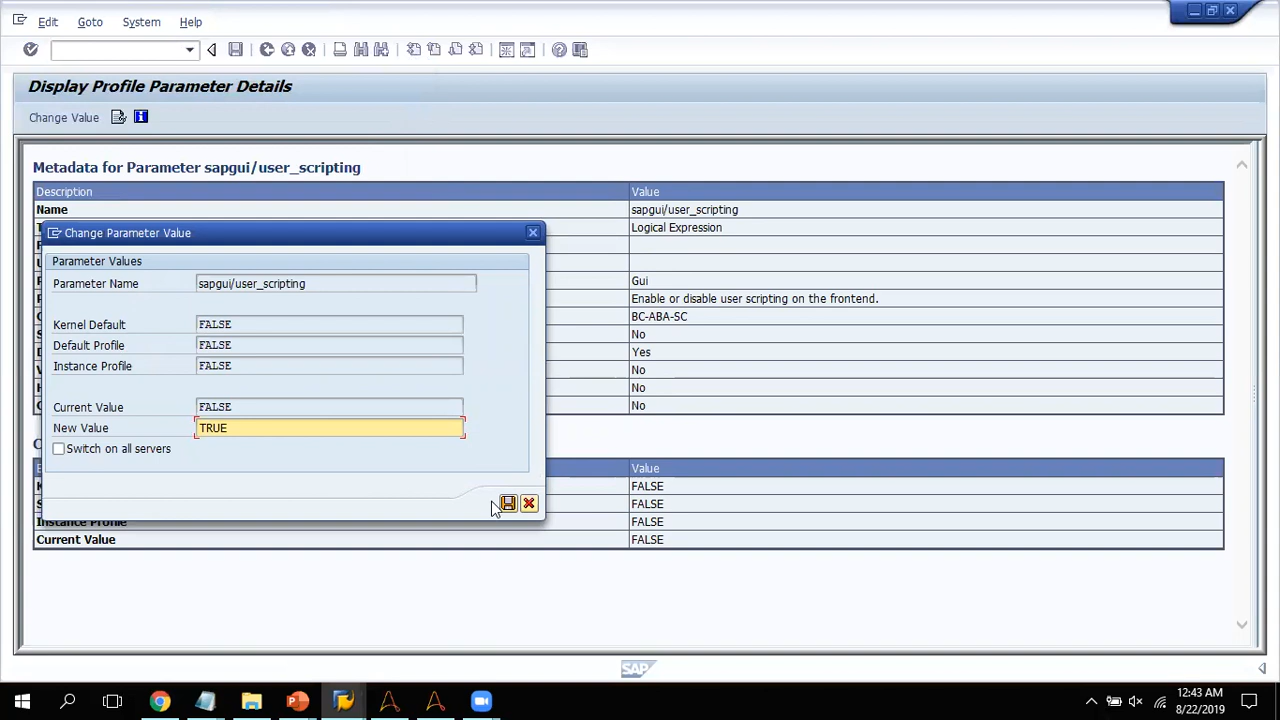 Edit Goto System Help
Display Profile Parameter Details
Change Value
Metadata for Parameter sapgui/user_scripting
Description Value
Name sapgui/user_scripting
Logical Expression
Gui
Enable or disable user scripting on the frontend.
BC-ABA-SC
No
Yes
No
No
No
Change Parameter Value
Parameter Values
Parameter Name sapgui/user_scripting
Kernel Default FALSE
Default Profile FALSE
Instance Profile FALSE
Current Value FALSE
New Value TRUE
Switch on all servers
Value
FALSE
FALSE
Instance Profile FALSE
Current Value FALSE
SAP
12:43 AM
8/22/2019